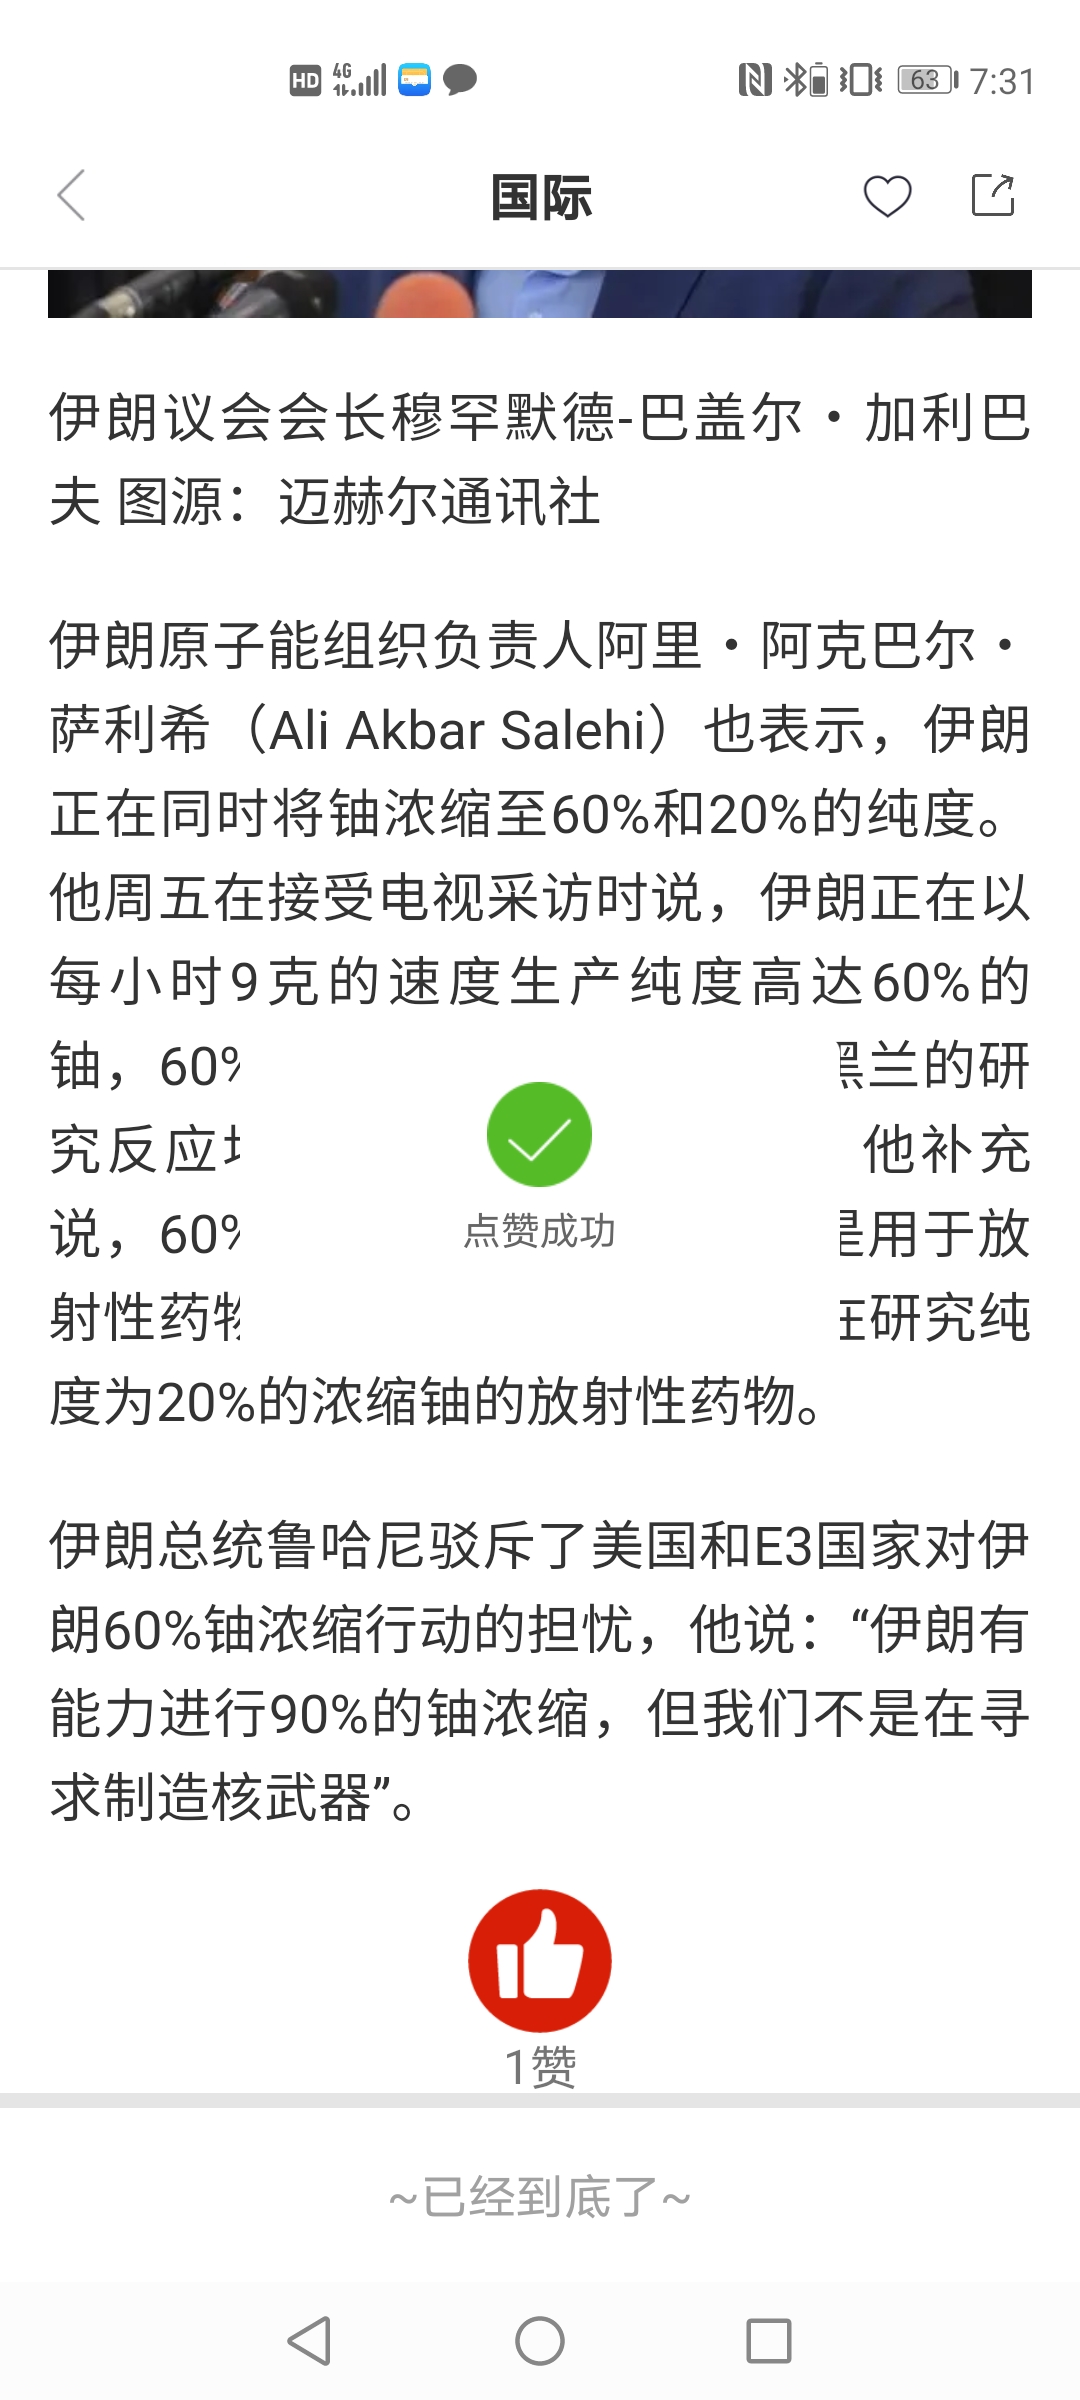 HD 4G 63 7:31
国际
伊朗议会会长穆罕默德-巴盖尔·加利巴
夫 图源：迈赫尔通讯社
伊朗原子能组织负责人阿里·阿克巴尔·
萨利希（Ali Akbar Salehi）也表示，伊朗
正在同时将铀浓缩至60%和20%的纯度。
他周五在接受电视采访时说，伊朗正在以
每小时9克的速度生产纯度高达60%的
铀，60% 黑兰的研
究反应 他补充
说，60% 是用于放
射性药物 在研究纯
点赞成功
度为20%的浓缩铀的放射性药物。
伊朗总统鲁哈尼驳斥了美国和E3国家对伊
朗60%铀浓缩行动的担忧，他说：“伊朗有
能力进行90%的铀浓缩，但我们不是在寻
求制造核武器”。
1赞
~已经到底了~